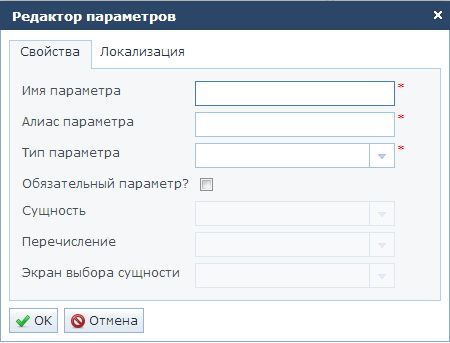 Редактор параметров
Свойства Локализация
Имя параметра *
Алиас параметра *
Тип параметра *
Обязательный параметр?
Сущность
Перечисление
Экран выбора сущности
OK Отмена